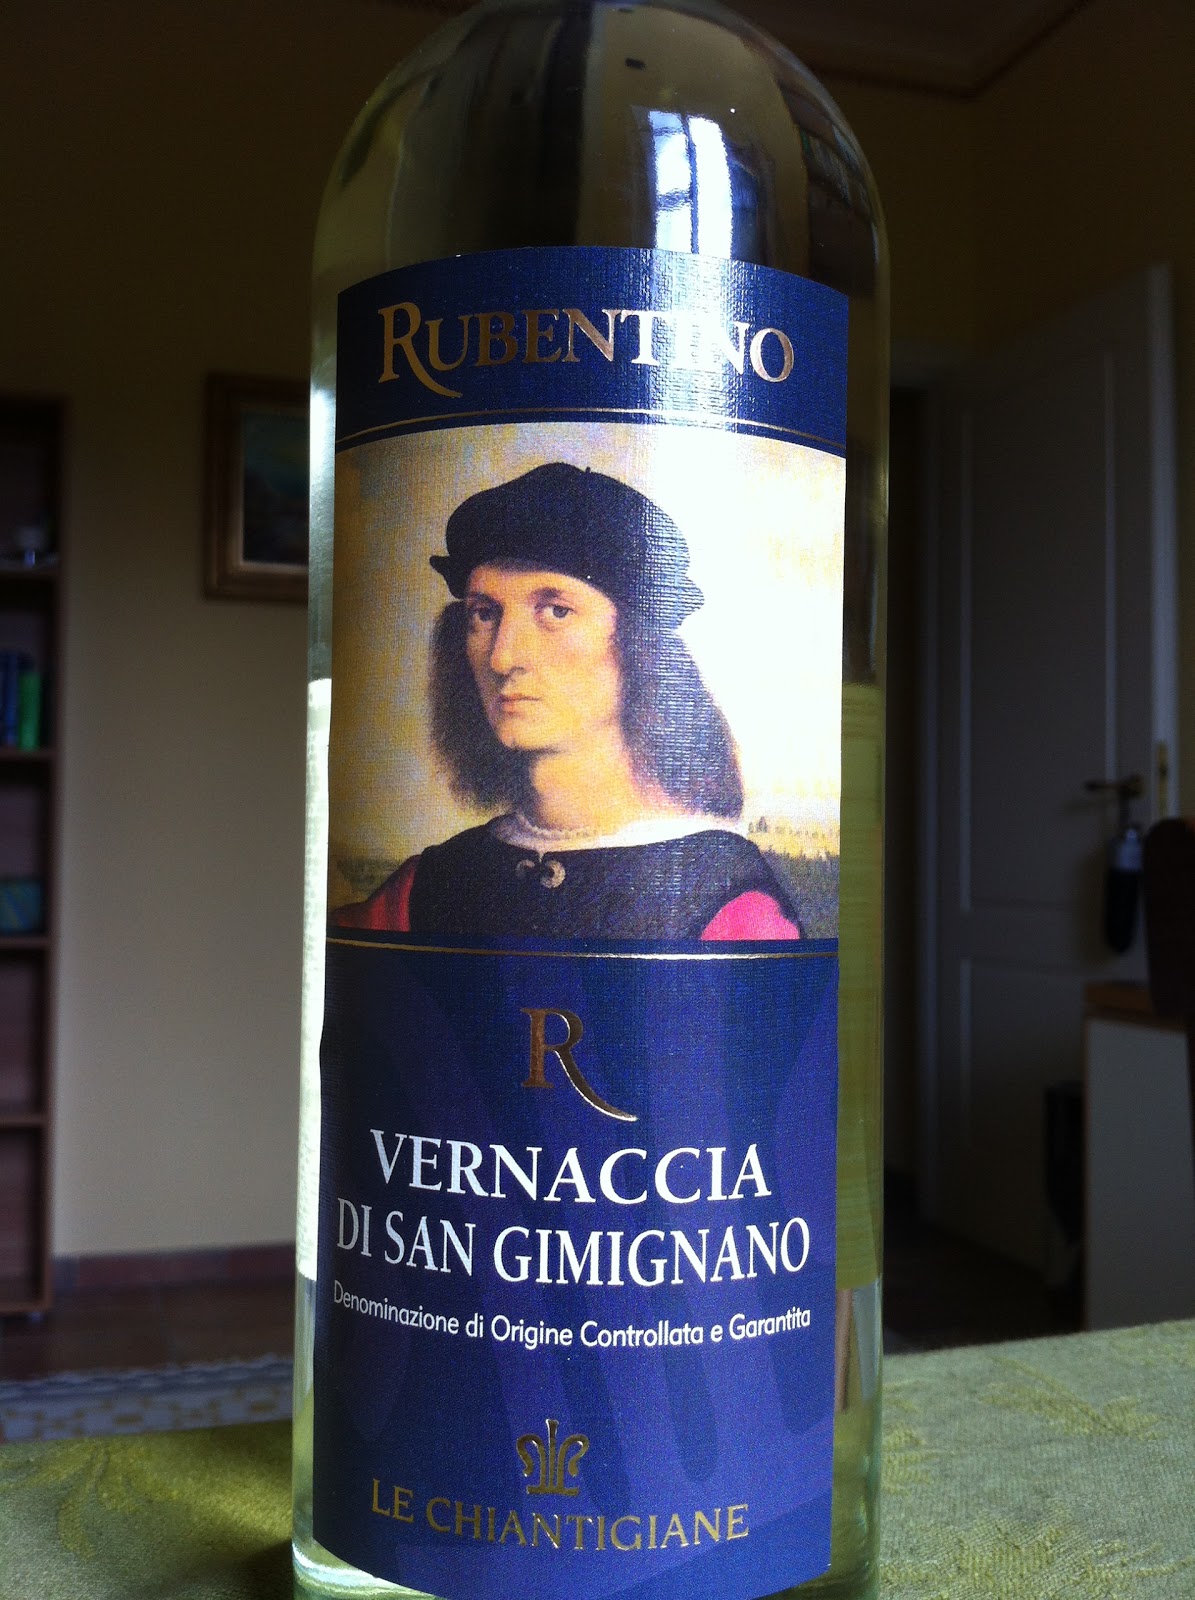 RUBENTINO
R
VERNACCIA
DI SAN GIMIGNANO
Denominazione di Origine Controllata e Garantita
LE CHIANTIGIANE